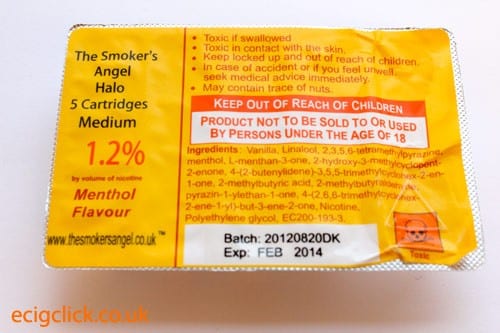 The Smoker's
Angel
Halo
5 Cartridges
Medium
1.2%
by volume of nicotine
Menthol
Flavour
www.thesmokersangel.co.uk ™
• Toxic if swallowed
• Toxic in contact with the skin.
• Keep locked up and out of reach of children.
• In case of accident or if you feel unwell,
seek medical advice immediately.
• May contain trace of nuts.
KEEP OUT OF REACH OF CHILDREN
PRODUCT NOT TO BE SOLD TO OR USED
BY PERSONS UNDER THE AGE OF 18
Ingredients: Vanilla, Linalool, 2,3,5,6-tetramethylpyrazine,
menthol, L-menthan-3-one, 2-hydroxy-3-methylcyclopent-
2-enone, 4-(2-butenylidene)-3,5,5-trimethylcyclohex-2-en-
1-one, 2-methylbutyric acid, 2-methylbutyraldehyde,
pyrazin-1-ylethan-1-one, 4-(2,6,6-trimethylcyclohex-
2-ene-1-yl)-but-3-ene-2-one, Nicotine,
Polyethylene glycol, EC200-193-3.
Batch: 20120820DK
Exp: FEB 2014
Toxic
ecigclick.co.uk